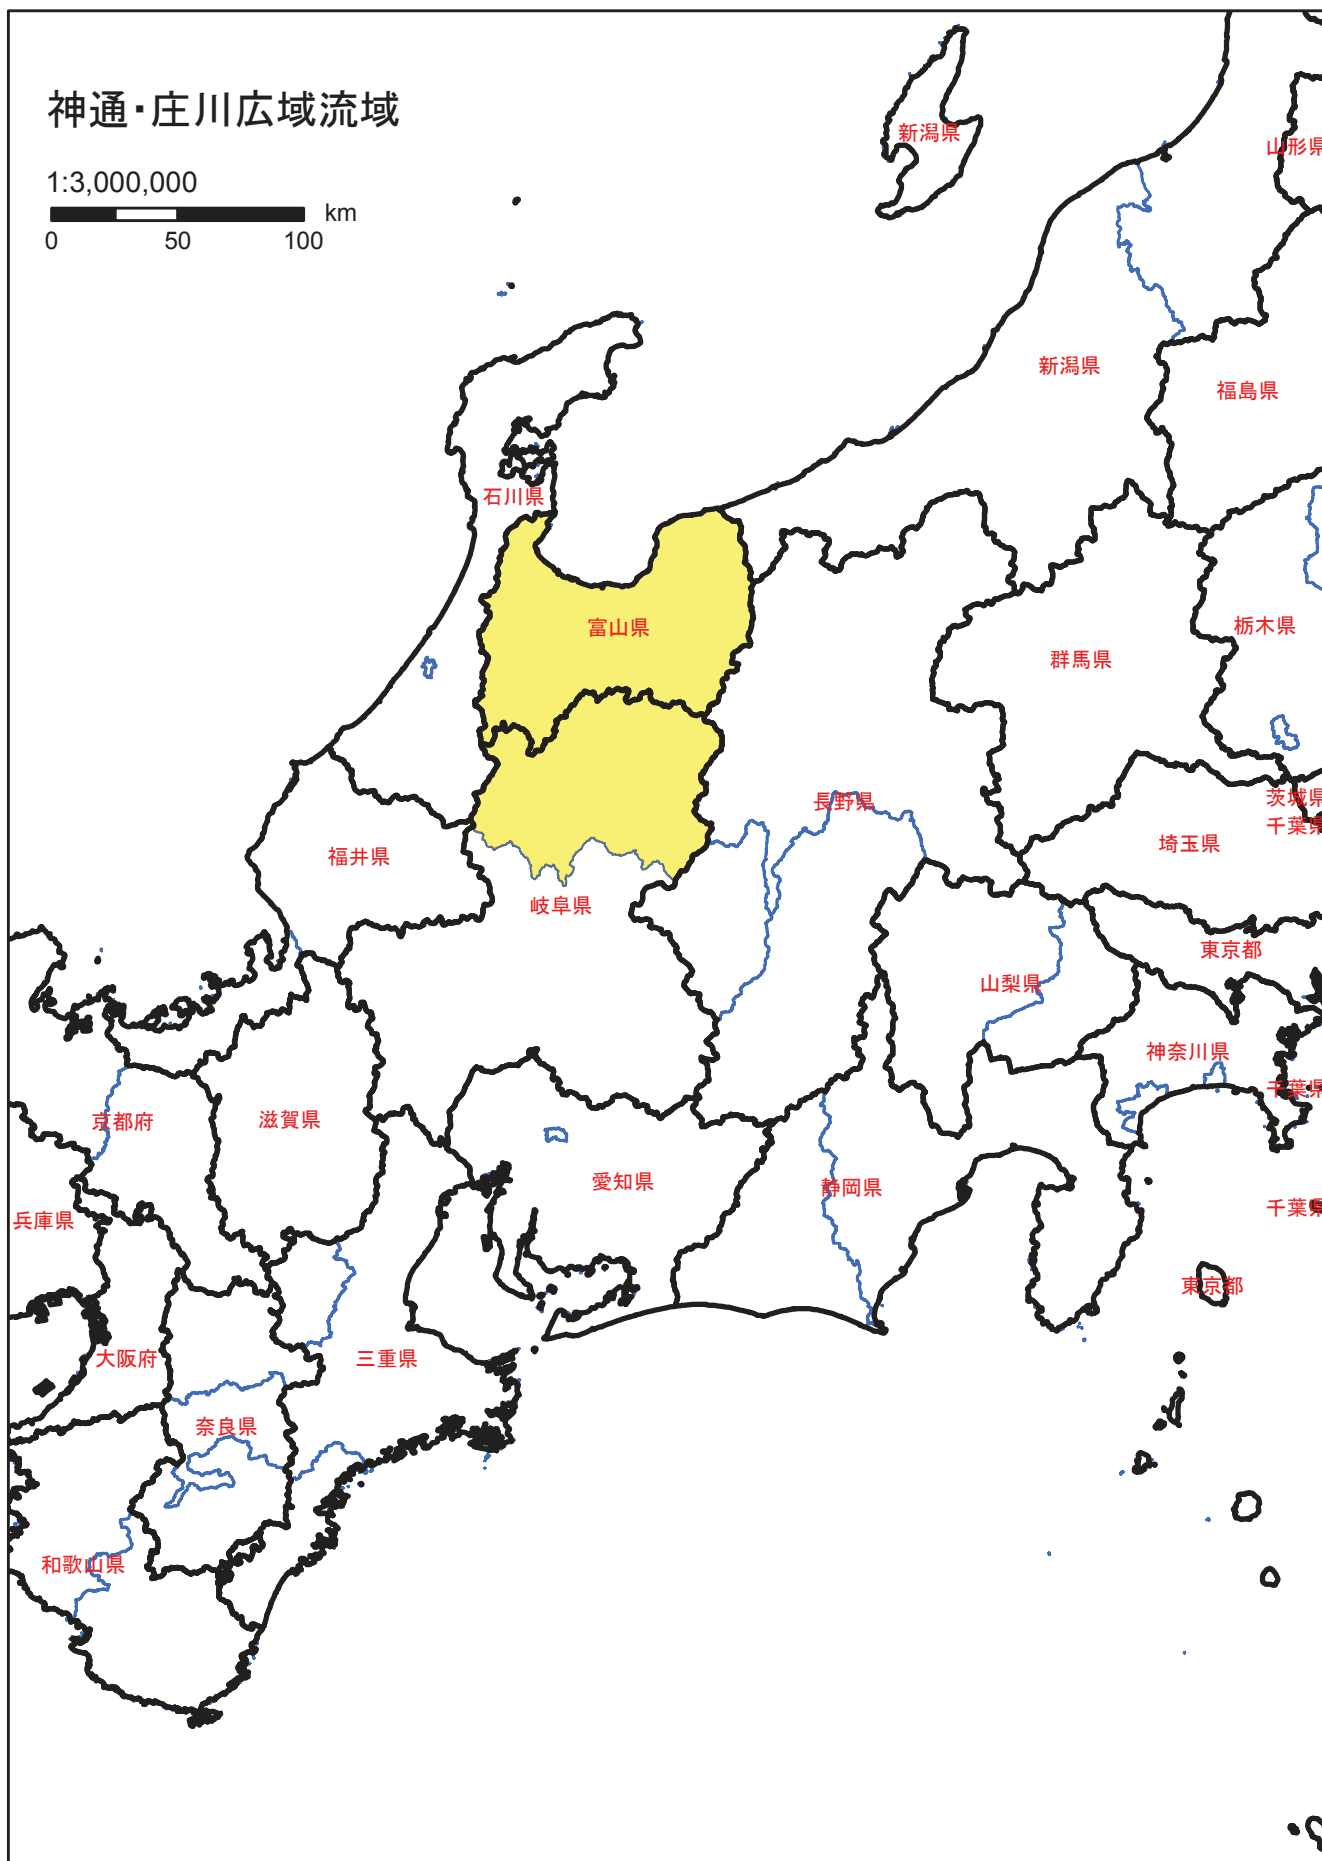 神通・庄川広域流域
1:3,000,000
km
0 50 100
新潟県
山形県
新潟県
福島県
石川県
富山県
栃木県
群馬県
長野県
茨城県
千葉県
埼玉県
福井県
岐阜県
東京都
山梨県
神奈川県
千葉県
京都府
滋賀県
愛知県
静岡県
千葉県
兵庫県
東京都
大阪府
三重県
奈良県
和歌山県